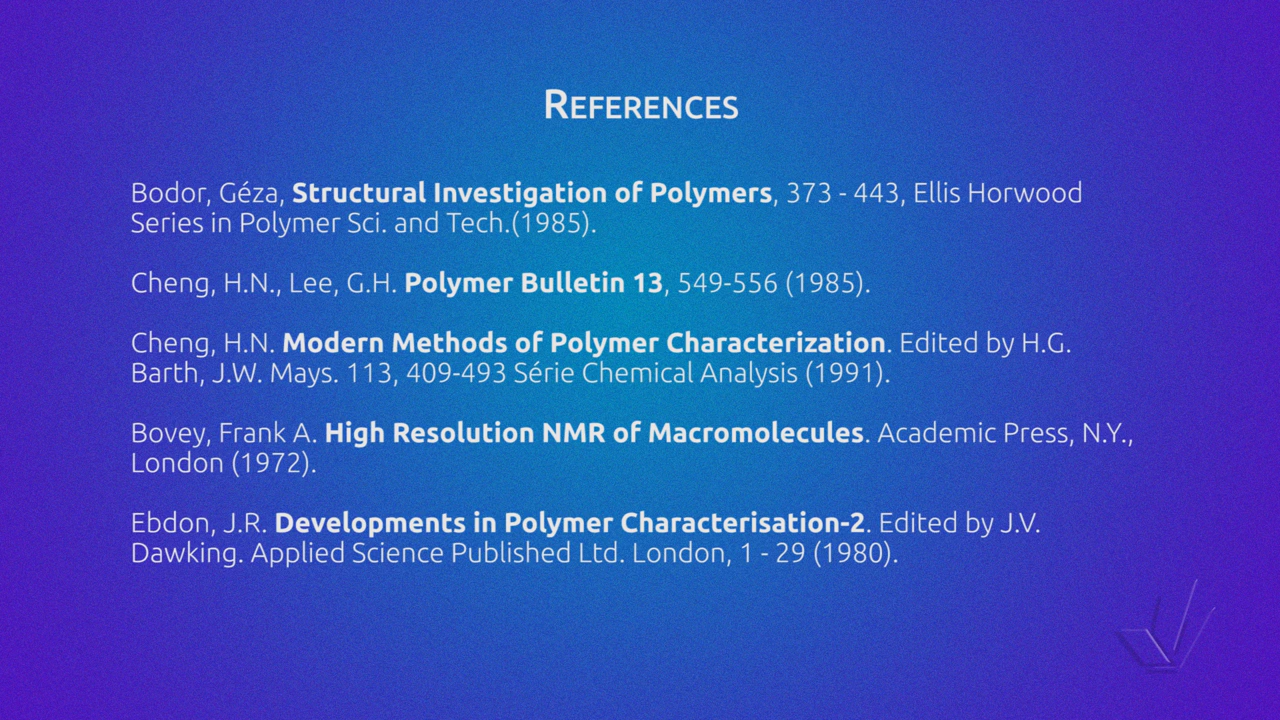 REFERENCES
Bodor, Géza, Structural Investigation of Polymers, 373 - 443, Ellis Horwood
Series in Polymer Sci. and Tech.(1985).
Cheng, H.N., Lee, G.H. Polymer Bulletin 13, 549-556 (1985).
Cheng, H.N. Modern Methods of Polymer Characterization. Edited by H.G.
Barth, J.W. Mays. 113, 409-493 Série Chemical Analysis (1991).
Bovey, Frank A. High Resolution NMR of Macromolecules. Academic Press, N.Y.,
London (1972).
Ebdon, J.R. Developments in Polymer Characterisation-2. Edited by J.V.
Dawking. Applied Science Published Ltd. London, 1 - 29 (1980).